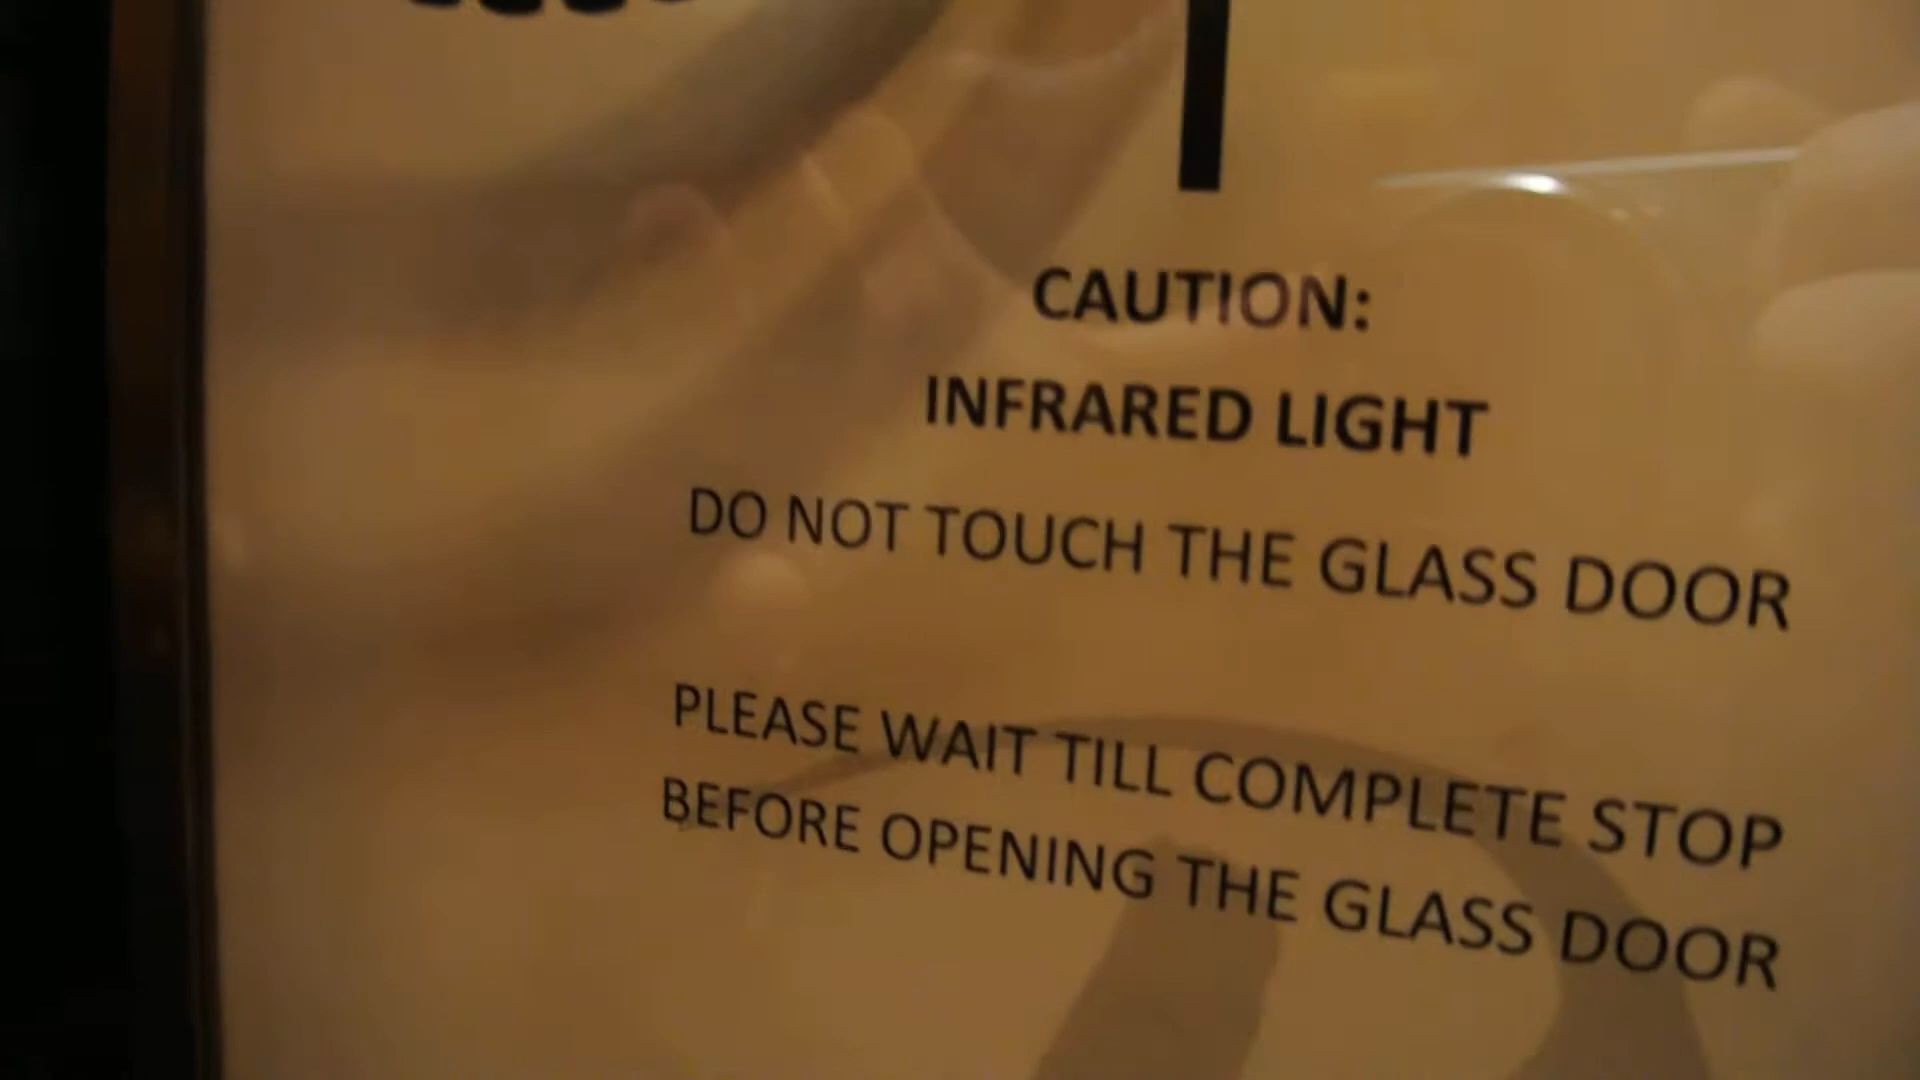 CAUTION:
INFRARED LIGHT
DO NOT TOUCH THE GLASS DOOR
PLEASE WAIT TILL COMPLETE STOP
BEFORE OPENING THE GLASS DOOR